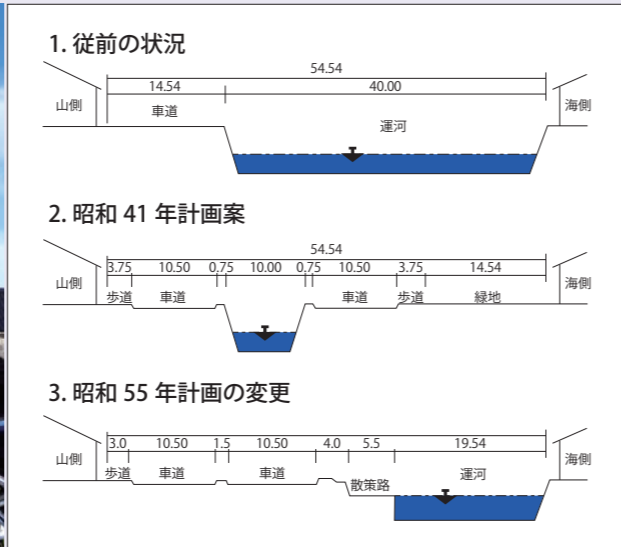 1. 従前の状況
54.54
14.54 40.00
山側 車道 運河 海側
2. 昭和 41 年計画案
54.54
3.75 10.50 0.75 10.00 0.75 10.50 3.75 14.54
山側 歩道 車道 車道 歩道 緑地 海側
3. 昭和 55 年計画の変更
3.0 10.50 1.5 10.50 4.0 5.5 19.54
山側 歩道 車道 車道 散策路 運河 海側